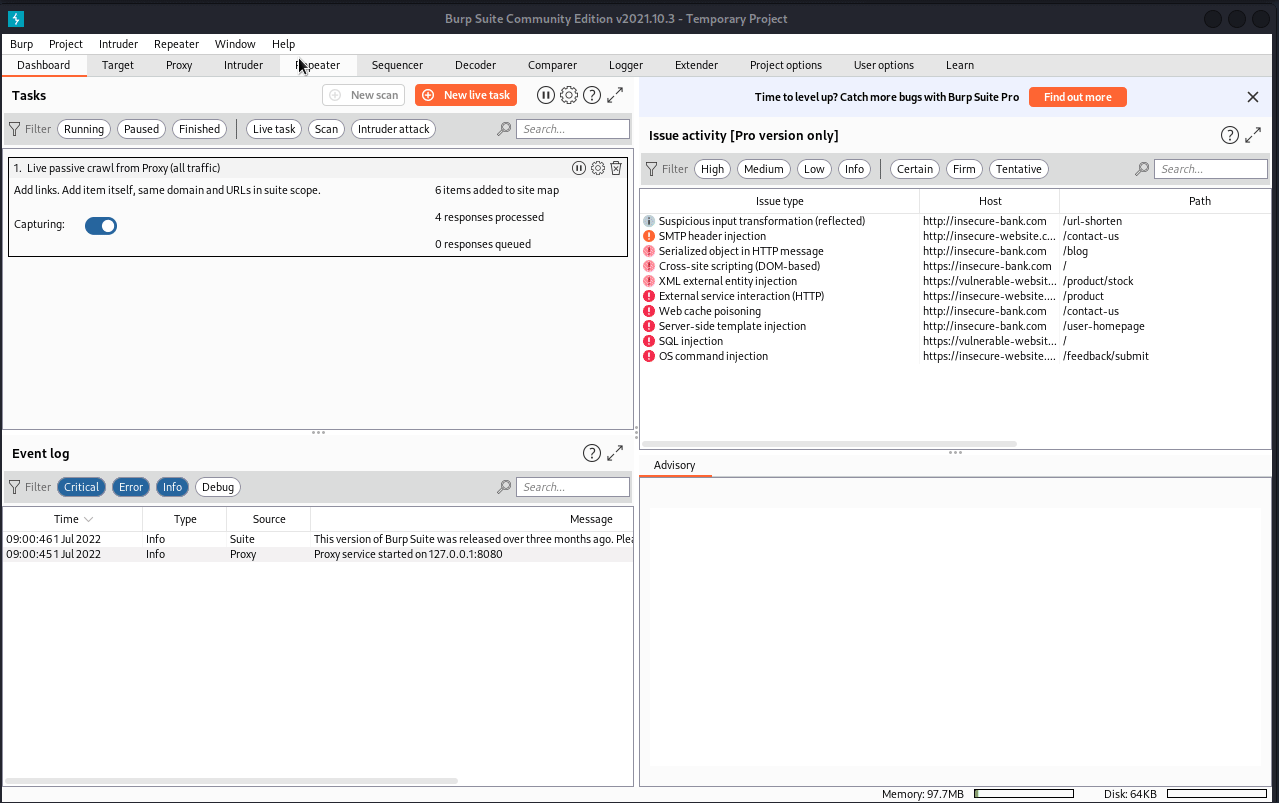 Burp Suite Community Edition v2021.10.3 - Temporary Project
Burp Project Intruder Repeater Window Help
Dashboard Target Proxy Intruder Repeater Sequencer Decoder Comparer Logger Extender Project options User options Learn
Tasks
New scan
New live task
Filter Running Paused Finished Live task Scan Intruder attack Search...
1. Live passive crawl from Proxy (all traffic)
Add links. Add item itself, same domain and URLs in suite scope.
6 items added to site map
4 responses processed
Capturing:
0 responses queued
Event log
Filter Critical Error Info Debug Search...
Time Type Source Message
09:00:46 1 Jul 2022 Info Suite This version of Burp Suite was released over three months ago. Plea
09:00:45 1 Jul 2022 Info Proxy Proxy service started on 127.0.0.1:8080
Time to level up? Catch more bugs with Burp Suite Pro
Find out more
Issue activity [Pro version only]
Filter High Medium Low Info Certain Firm Tentative Search...
Issue type Host Path
Suspicious input transformation (reflected) http://insecure-bank.com /url-shorten
SMTP header injection http://insecure-website.c... /contact-us
Serialized object in HTTP message http://insecure-bank.com /blog
Cross-site scripting (DOM-based) https://insecure-bank.com /
XML external entity injection https://vulnerable-websit... /product/stock
External service interaction (HTTP) https://insecure-website.... /product
Web cache poisoning http://insecure-bank.com /contact-us
Server-side template injection http://insecure-bank.com /user-homepage
SQL injection https://vulnerable-websit... /
OS command injection https://insecure-website.... /feedback/submit
Advisory
Memory: 97.7MB
Disk: 64KB